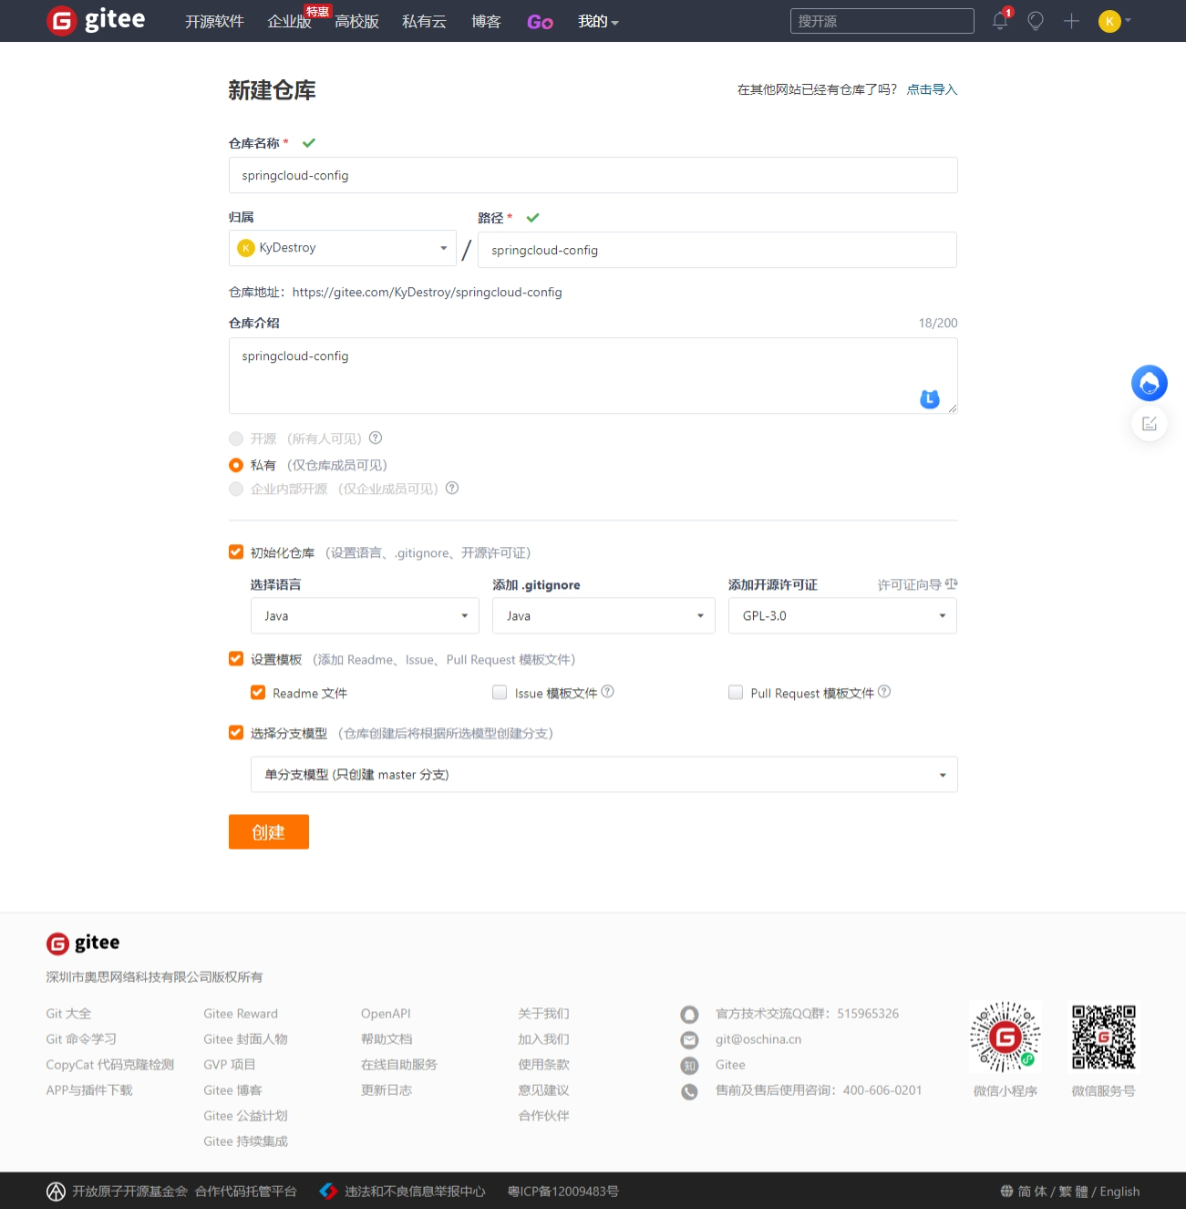 gitee 开源软件 企业版 特惠 高校版 私有云 博客 Go 我的 搜开源 1 K
新建仓库 在其他网站已经有仓库了吗？ 点击导入
仓库名称 *
springcloud-config
归属 路径 *
K KyDestroy / springcloud-config
仓库地址：https://gitee.com/KyDestroy/springcloud-config
仓库介绍 18/200
springcloud-config
开源 （所有人可见）
私有 （仅仓库成员可见）
企业内部开源 （仅企业成员可见）
初始化仓库 （设置语言、.gitignore、开源许可证）
选择语言 添加 .gitignore 添加开源许可证 许可证向导
Java Java GPL-3.0
设置模板 （添加 Readme、Issue、Pull Request 模板文件）
Readme 文件 Issue 模板文件 Pull Request 模板文件
选择分支模型 （仓库创建后将根据所选模型创建分支）
单分支模型 (只创建 master 分支)
创建
gitee
深圳市奥思网络科技有限公司版权所有
Git 大全 Gitee Reward OpenAPI 关于我们 官方技术交流QQ群：515965326
Git 命令学习 Gitee 封面人物 帮助文档 加入我们 git@oschina.cn
CopyCat 代码克隆检测 GVP 项目 在线自助服务 使用条款 知 Gitee
APP与插件下载 Gitee 博客 更新日志 意见建议 售前及售后使用咨询：400-606-0201 微信小程序 微信服务号
Gitee 公益计划 合作伙伴
Gitee 持续集成
开放原子开源基金会 合作代码托管平台 违法和不良信息举报中心 粤ICP备12009483号 简 体 / 繁 體 / English